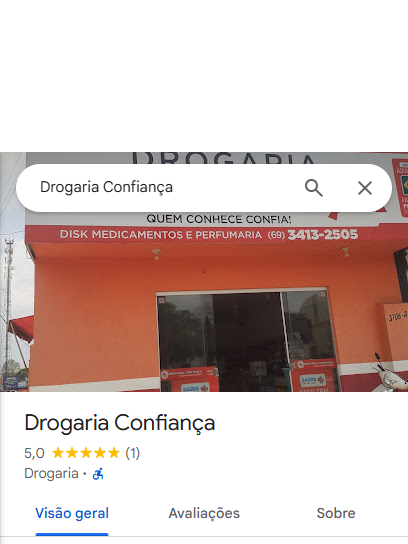 DROGARIA
Drogaria Confiança
QUEM CONHECE CONFIA!
DISK MEDICAMENTOS E PERFUMARIA (69) 3413-2505
Drogaria Confiança
5,0 ★★★★★ (1)
Drogaria ·
Visão geral
Avaliações
Sobre